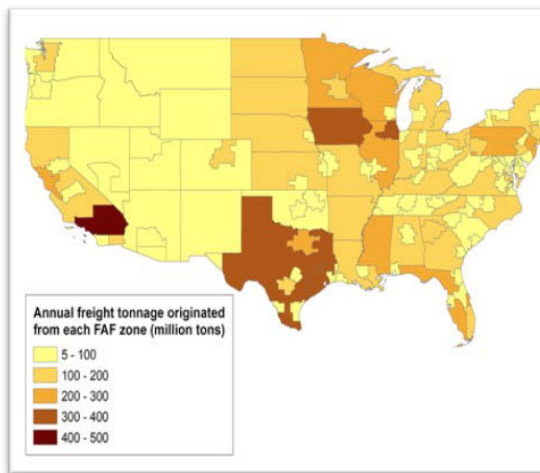 Annual freight tonnage originated
from each FAF zone (million tons)
5 - 100
100 - 200
200 - 300
300 - 400
400 - 500